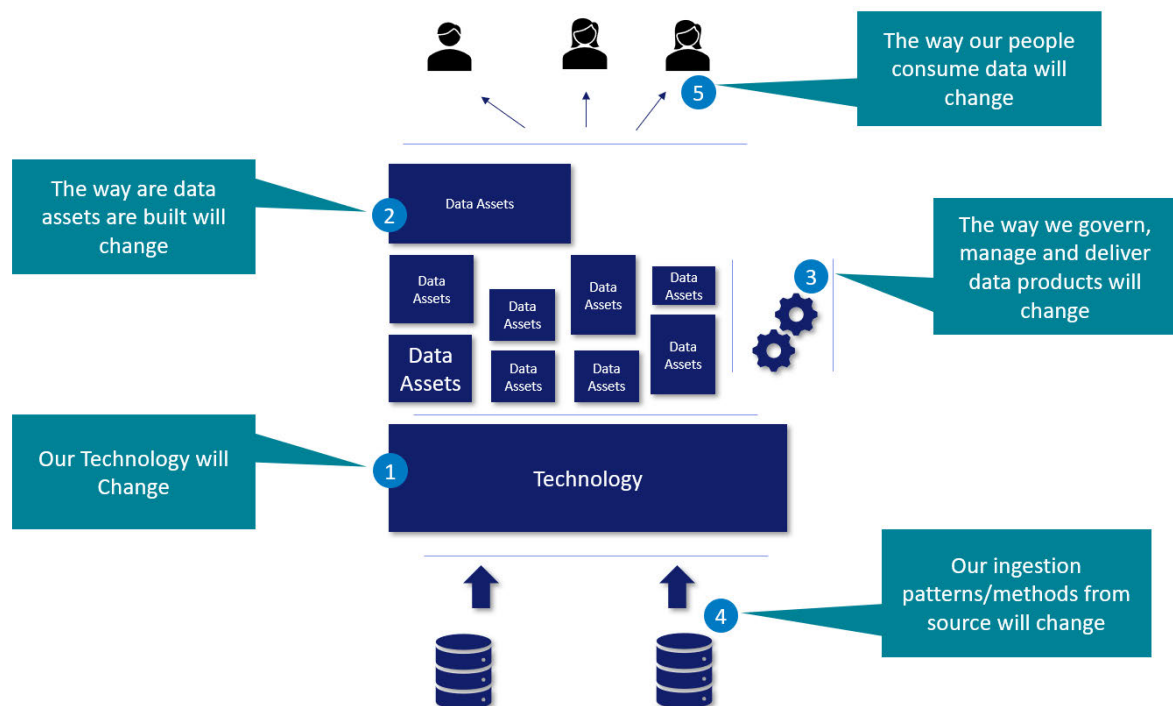 The way our people
consume data will
change
5
The way are data
assets are built will
change
2
Data Assets
The way we govern,
manage and deliver
data products will
change
3
Data
Assets
Data
Assets
Data
Assets
Data
Assets
Data
Assets
Data
Assets
Data
Assets
Data
Assets
Our Technology will
Change
1
Technology
Our ingestion
patterns/methods from
source will change
4